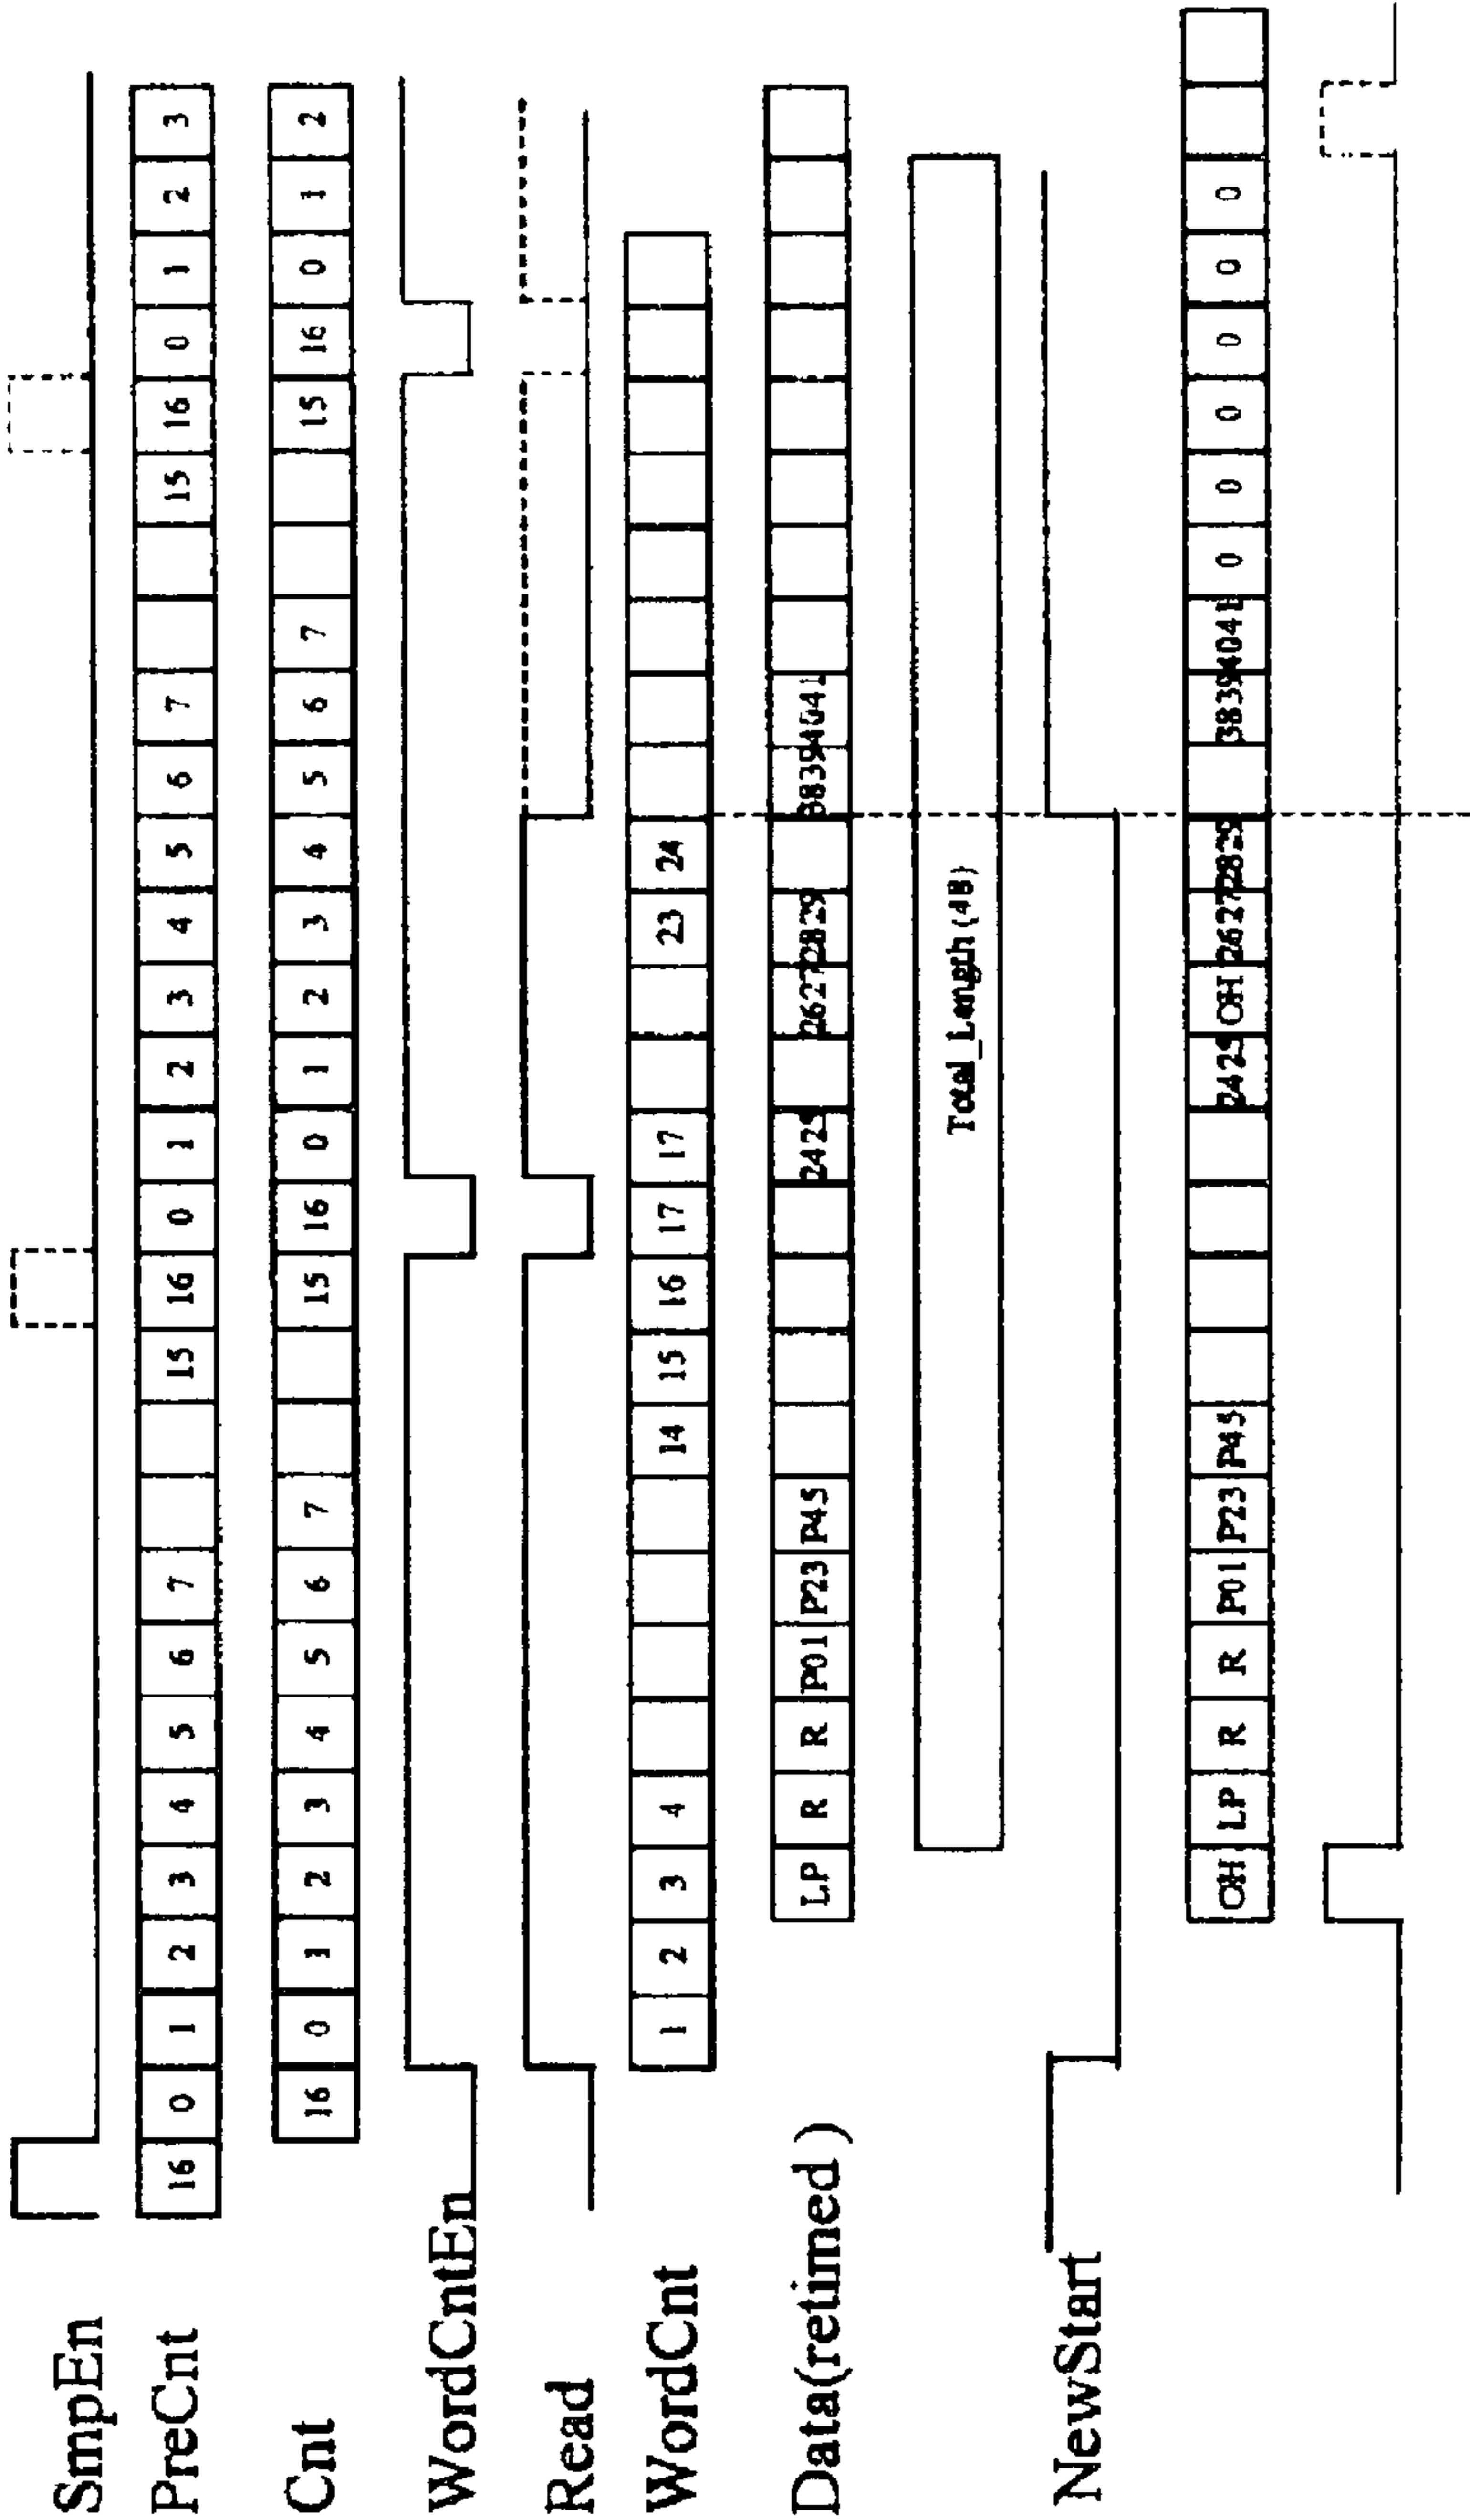 SmpEn
PreCnt 16 0 1 2 3 4 5 6 7 15 16 0 1 2 3 4 5 6 7 15 16 0 1 2 3
Cnt 16 0 1 2 3 4 5 6 7 15 16 0 1 2 3 4 5 6 7 15 16 0 1 2
WordCntEn
Read
WordCnt 1 2 3 4 14 15 16 17 17 23 24
Data(retimed) LP R R P01 P23 P45
Total_Length(4B)
NewStart
OH LP R R P01 P23 P45 OH 0 0 0 0 0 0